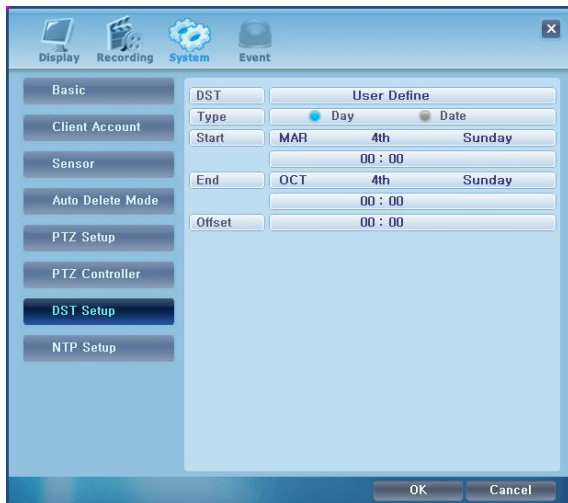 Display Recording System Event
Basic
Client Account
Sensor
Auto Delete Mode
PTZ Setup
PTZ Controller
DST Setup
NTP Setup
DST User Define
Type Day Date
Start MAR 4th Sunday
00 : 00
End OCT 4th Sunday
00 : 00
Offset 00 : 00
OK Cancel